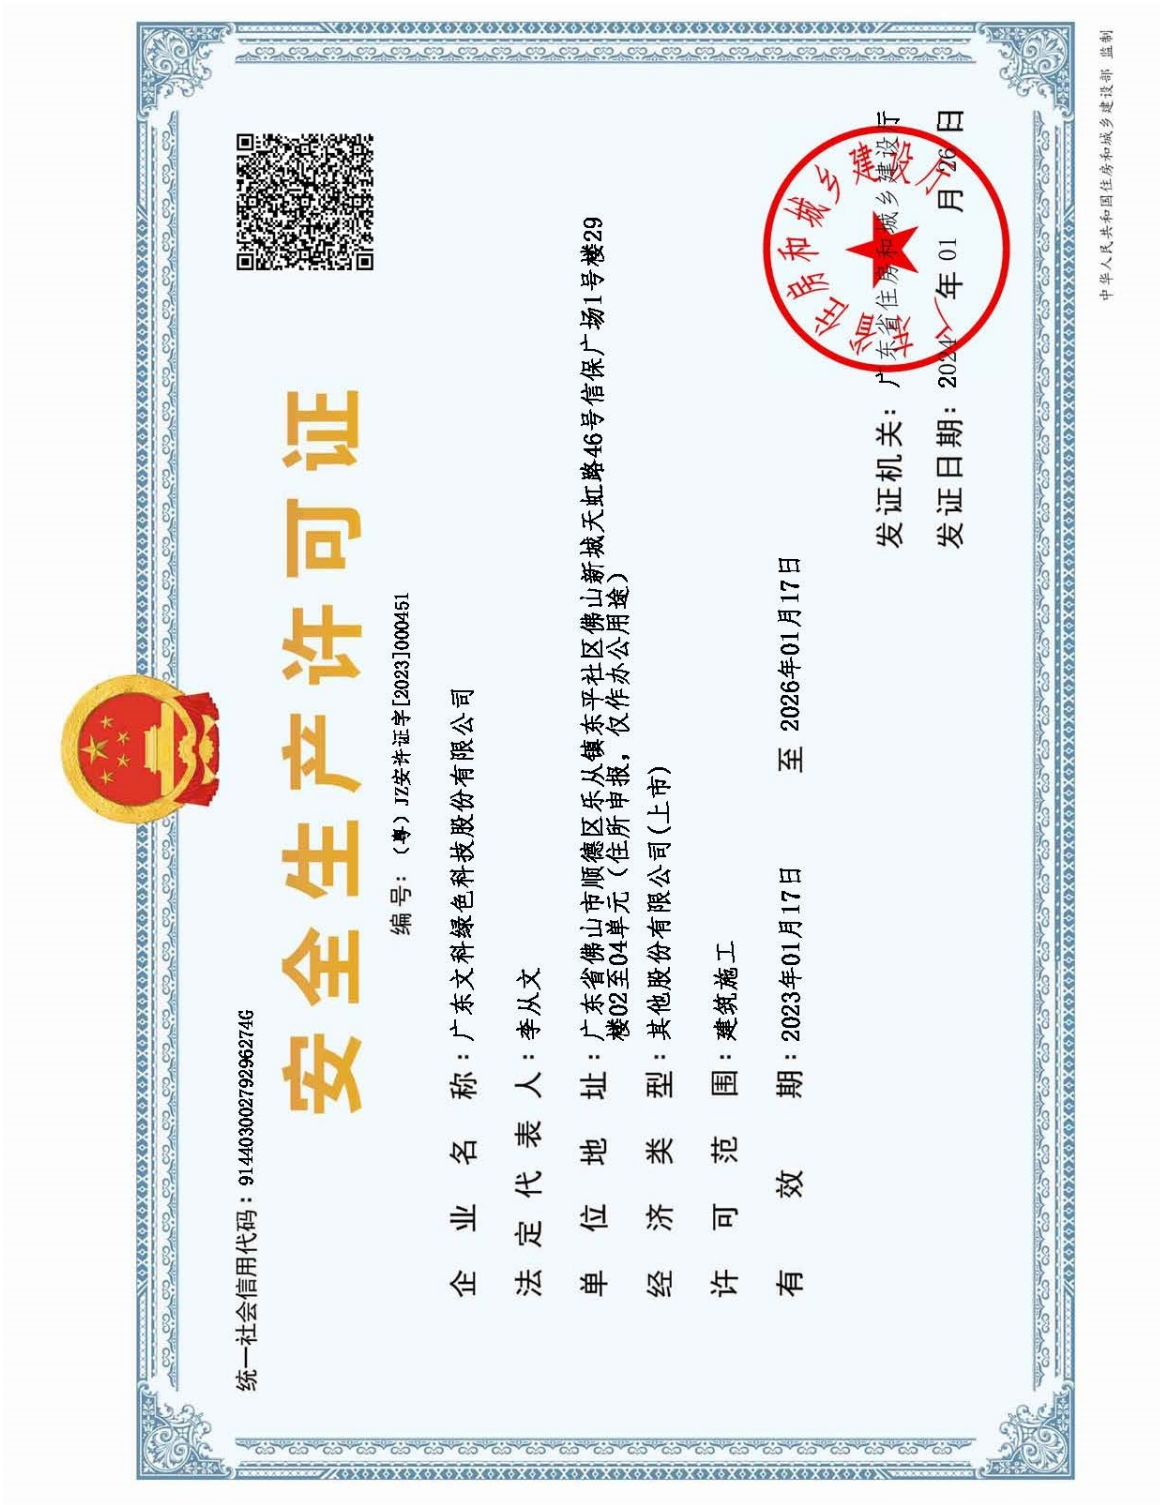 统一社会信用代码：91440300279296274G
安全生产许可证
编号：（粤）JZ安许证字[2023]000451
企业名称：广东文科绿色科技股份有限公司
法定代表人：李从文
单位地址：广东省佛山市顺德区乐从镇东平社区佛山新城天虹路46号信保广场1号楼29
楼02至04单元（住所申报，仅作办公用途）
经济类型：其他股份有限公司(上市)
许可范围：建筑施工
有效期：2023年01月17日 至 2026年01月17日
发证机关：广东省住房和城乡建设厅
发证日期：2024年01月26日
省住房和城乡建设厅
中华人民共和国住房和城乡建设部 监制